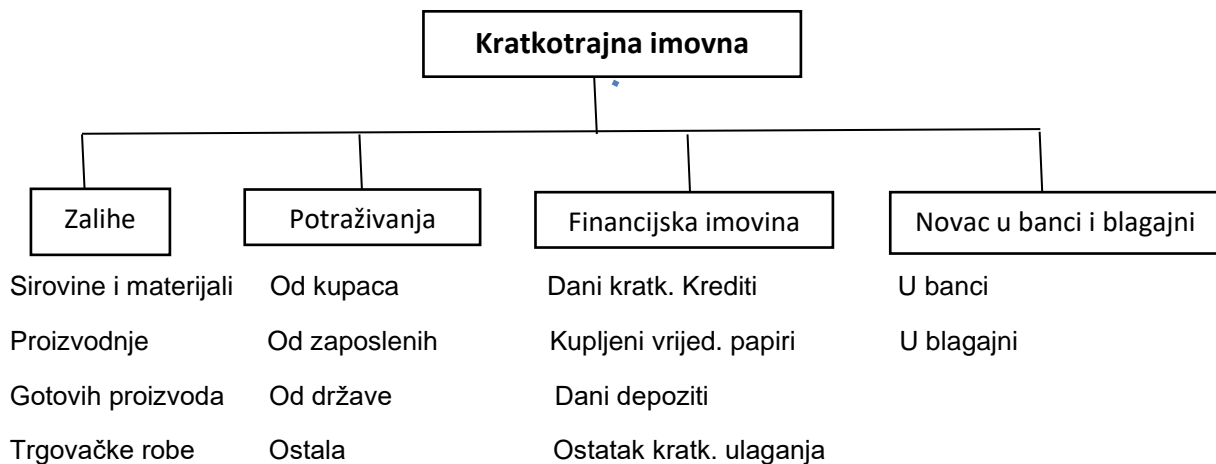 Kratkotrajna imovna
Zalihe
Potraživanja
Financijska imovina
Novac u banci i blagajni
Sirovine i materijali
Od kupaca
Dani kratk. Krediti
U banci
Proizvodnje
Od zaposlenih
Kupljeni vrijed. papiri
U blagajni
Gotovih proizvoda
Od države
Dani depoziti
Trgovačke robe
Ostala
Ostatak kratk. ulaganja